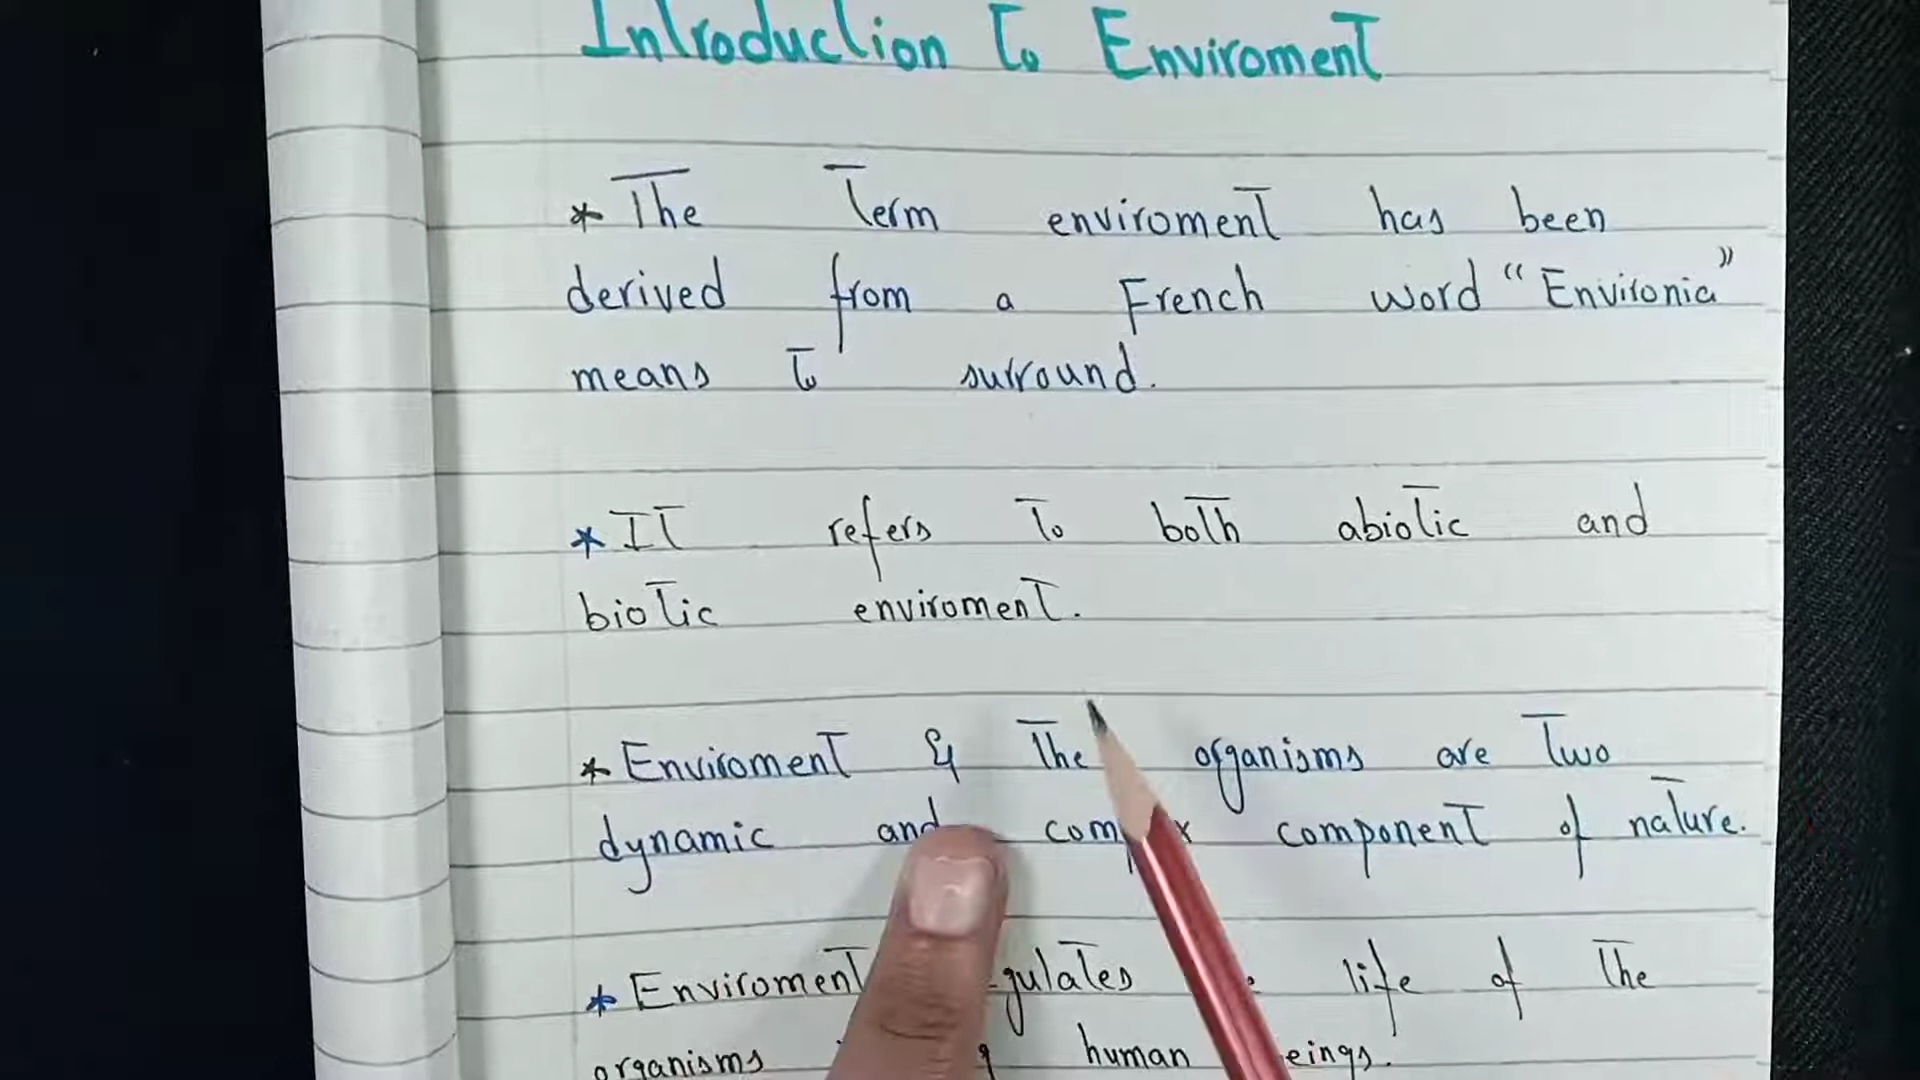 Introduction To Enviroment
* The Term enviroment has been
derived from a French word "Environia"
means to surround.
* IT refers To both abiotic and
biotic enviroment.
* Enviroment & The organisms are Two
dynamic and component of nature.
* Enviroment life of The
organisms human